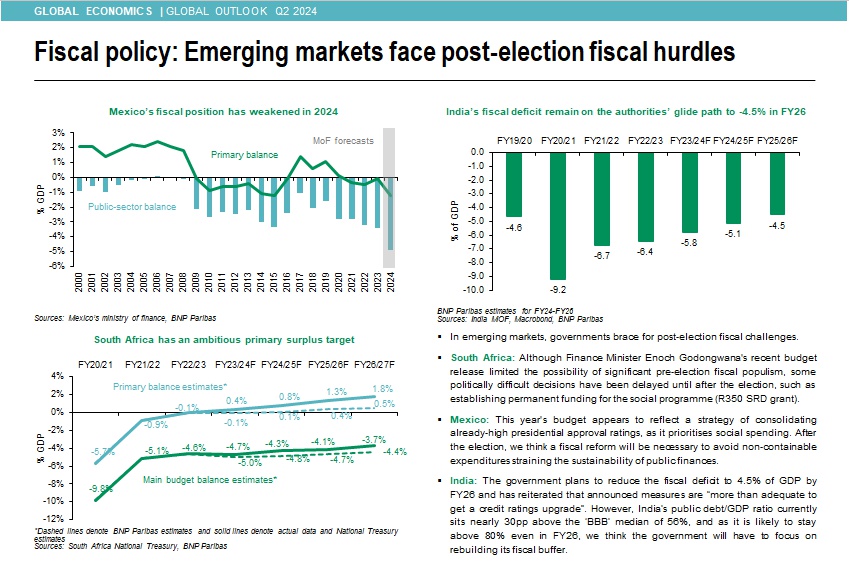 GLOBAL ECONOMICS | GLOBAL OUTLOOK Q2 2024
Fiscal policy: Emerging markets face post-election fiscal hurdles
Mexico's fiscal position has weakened in 2024
3%
2%
1%
0%
-1%
-2%
-3%
-4%
-5%
-6%
% GDP
MoF forecasts
Primary balance
Public-sector balance
2000 2001 2002 2003 2004 2005 2006 2007 2008 2009 2010 2011 2012 2013 2014 2015 2016 2017 2018 2019 2020 2021 2022 2023 2024
Sources: Mexico's ministry of finance, BNP Paribas
South Africa has an ambitious primary surplus target
FY20/21 FY21/22 FY22/23 FY23/24F FY24/25F FY25/26F FY26/27F
4%
2%
0%
-2%
-4%
-6%
-8%
-10%
-12%
% GDP
Primary balance estimates*
-5.7% -0.9% -0.1% 0.4% 0.8% 1.3% 1.8%
-0.1% 0.1% 0.4% 0.5%
-9.8% -5.1% -4.6% -4.7% -4.3% -4.1% -3.7%
-5.0% -4.8% -4.7% -4.4%
Main budget balance estimates*
*Dashed lines denote BNP Paribas estimates and solid lines denote actual data and National Treasury
estimates
Sources: South Africa National Treasury, BNP Paribas
India's fiscal deficit remain on the authorities' glide path to -4.5% in FY26
FY19/20 FY20/21 FY21/22 FY22/23 FY23/24F FY24/25F FY25/26F
0.0
-1.0
-2.0
-3.0
-4.0
-5.0
-6.0
-7.0
-8.0
-9.0
-10.0
% of GDP
-4.6 -9.2 -6.7 -6.4 -5.8 -5.1 -4.5
BNP Paribas estimates for FY24-FY26
Sources: India MOF, Macrobond, BNP Paribas
▪ In emerging markets, governments brace for post-election fiscal challenges.
▪ South Africa: Although Finance Minister Enoch Godongwana's recent budget
release limited the possibility of significant pre-election fiscal populism, some
politically difficult decisions have been delayed until after the election, such as
establishing permanent funding for the social programme (R350 SRD grant).
▪ Mexico: This year's budget appears to reflect a strategy of consolidating
already-high presidential approval ratings, as it prioritises social spending. After
the election, we think a fiscal reform will be necessary to avoid non-containable
expenditures straining the sustainability of public finances.
▪ India: The government plans to reduce the fiscal deficit to 4.5% of GDP by
FY26 and has reiterated that announced measures are "more than adequate to
get a credit ratings upgrade". However, India's public debt/GDP ratio currently
sits nearly 30pp above the 'BBB' median of 56%, and as it is likely to stay
above 80% even in FY26, we think the government will have to focus on
rebuilding its fiscal buffer.